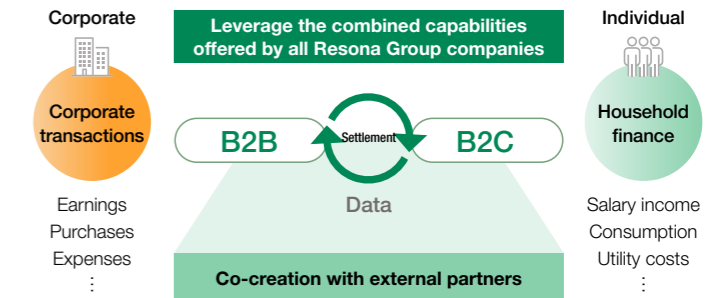 Corporate
Corporate
transactions
Earnings
Purchases
Expenses
⋮
Leverage the combined capabilities
offered by all Resona Group companies
B2B
Settlement
B2C
Data
Co-creation with external partners
Individual
Household
finance
Salary income
Consumption
Utility costs
⋮